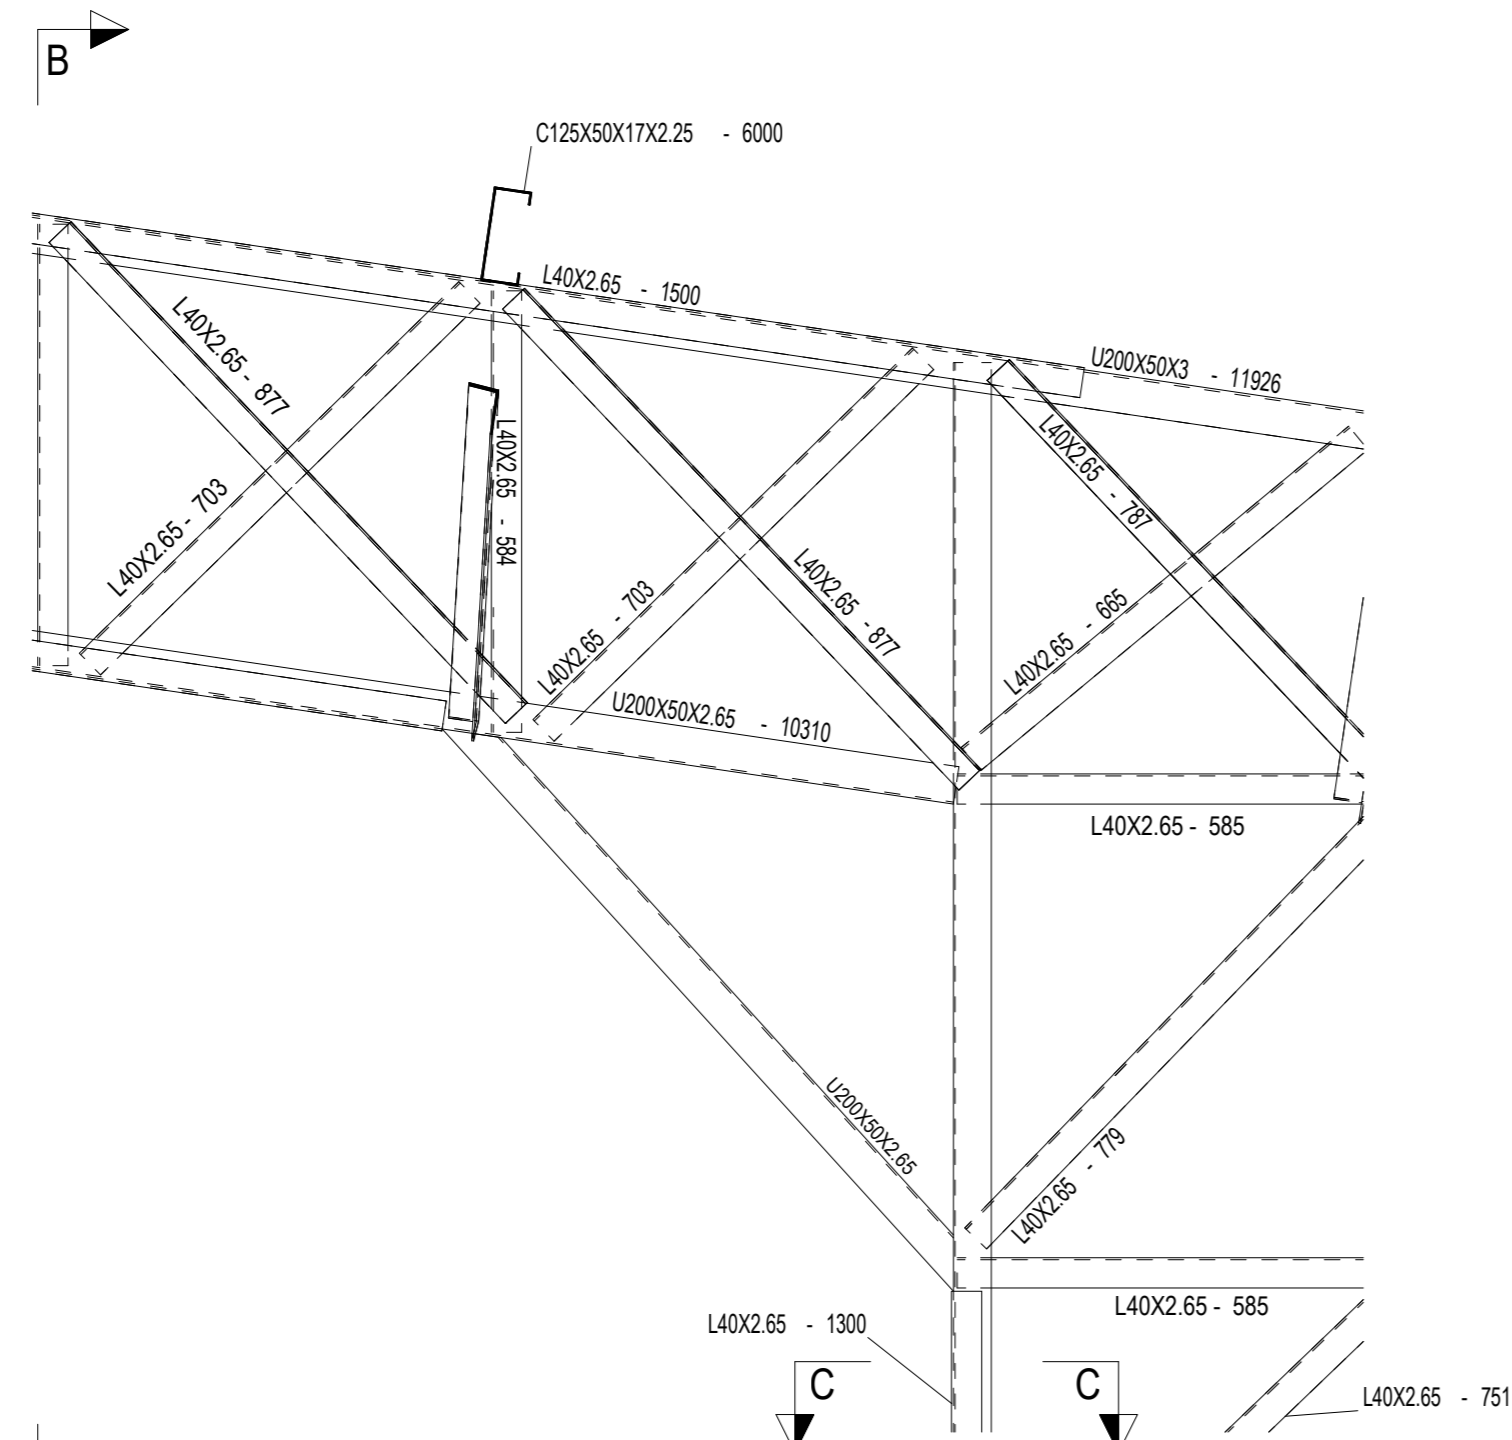 B
C125X50X17X2.25 - 6000
L40X2.65 - 1500
U200X50X3 - 11926
L40X2.65 - 877
L40X2.65 - 703
L40X2.65 - 584
L40X2.65 - 787
L40X2.65 - 877
L40X2.65 - 703
L40X2.65 - 665
U200X50X2.65 - 10310
L40X2.65 - 585
U200X50X2.65
L40X2.65 - 779
L40X2.65 - 585
L40X2.65 - 1300
C
C
L40X2.65 - 751